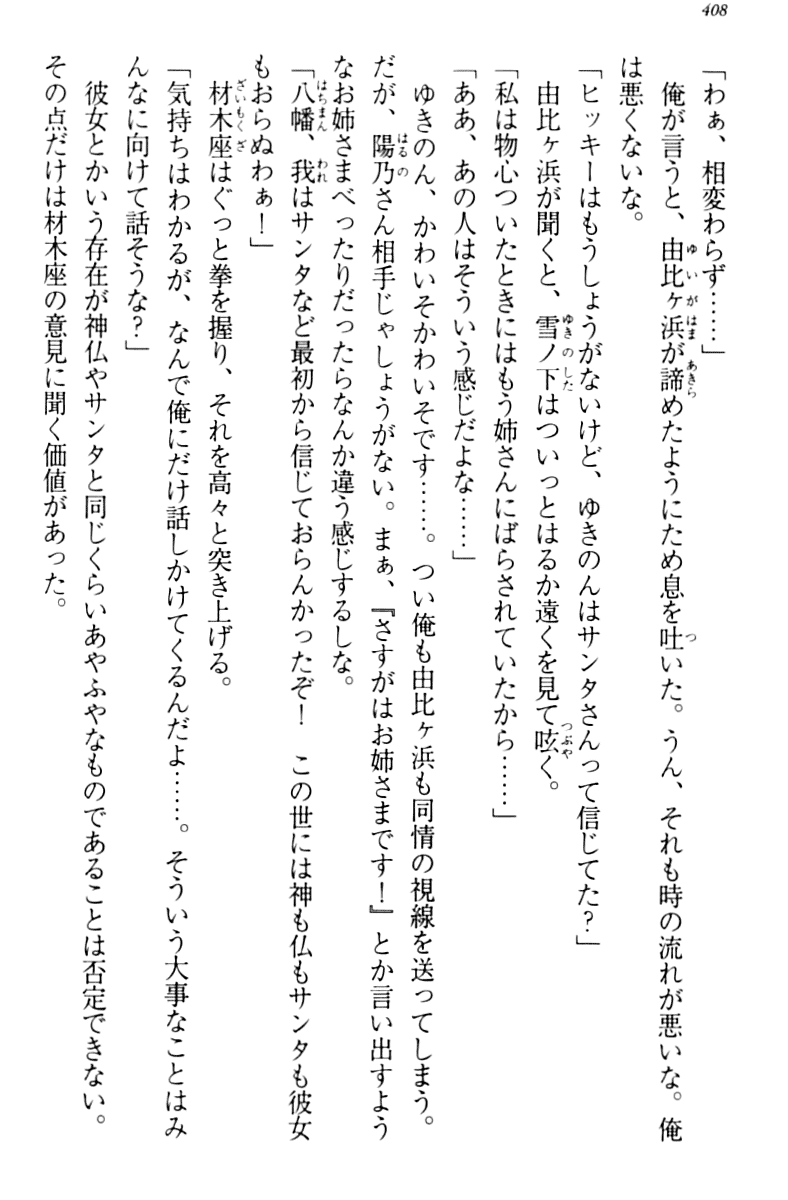 408
「わぁ、相変わらず……」
　俺が言うと、由比ヶ浜が諦めたようにため息を吐いた。うん、それも時の流れが悪いな。俺
は悪くないな。
「ヒッキーはもうしょうがないけど、ゆきのんはサンタさんって信じてた？」
　由比ヶ浜が聞くと、雪ノ下はついっとはるか遠くを見て呟く。
「私は物心ついたときにはもう姉さんにばらされていたから……」
「ああ、あの人はそういう感じだよな……」
　ゆきのん、かわいそかわいそです……。つい俺も由比ヶ浜も同情の視線を送ってしまう。
だが、陽乃さん相手じゃしょうがない。まぁ、『さすがはお姉さまです！』とか言い出すよう
なお姉さまべったりだったらなんか違う感じするしな。
「八幡、我はサンタなど最初から信じておらんかったぞ！　この世には神も仏もサンタも彼女
もおらぬわぁ！」
　材木座はぐっと拳を握り、それを高々と突き上げる。
「気持ちはわかるが、なんで俺にだけ話しかけてくるんだよ……。そういう大事なことはみ
んなに向けて話そうな？」
　彼女とかいう存在が神仏やサンタと同じくらいあやふやなものであることは否定できない。
その点だけは材木座の意見に聞く価値があった。